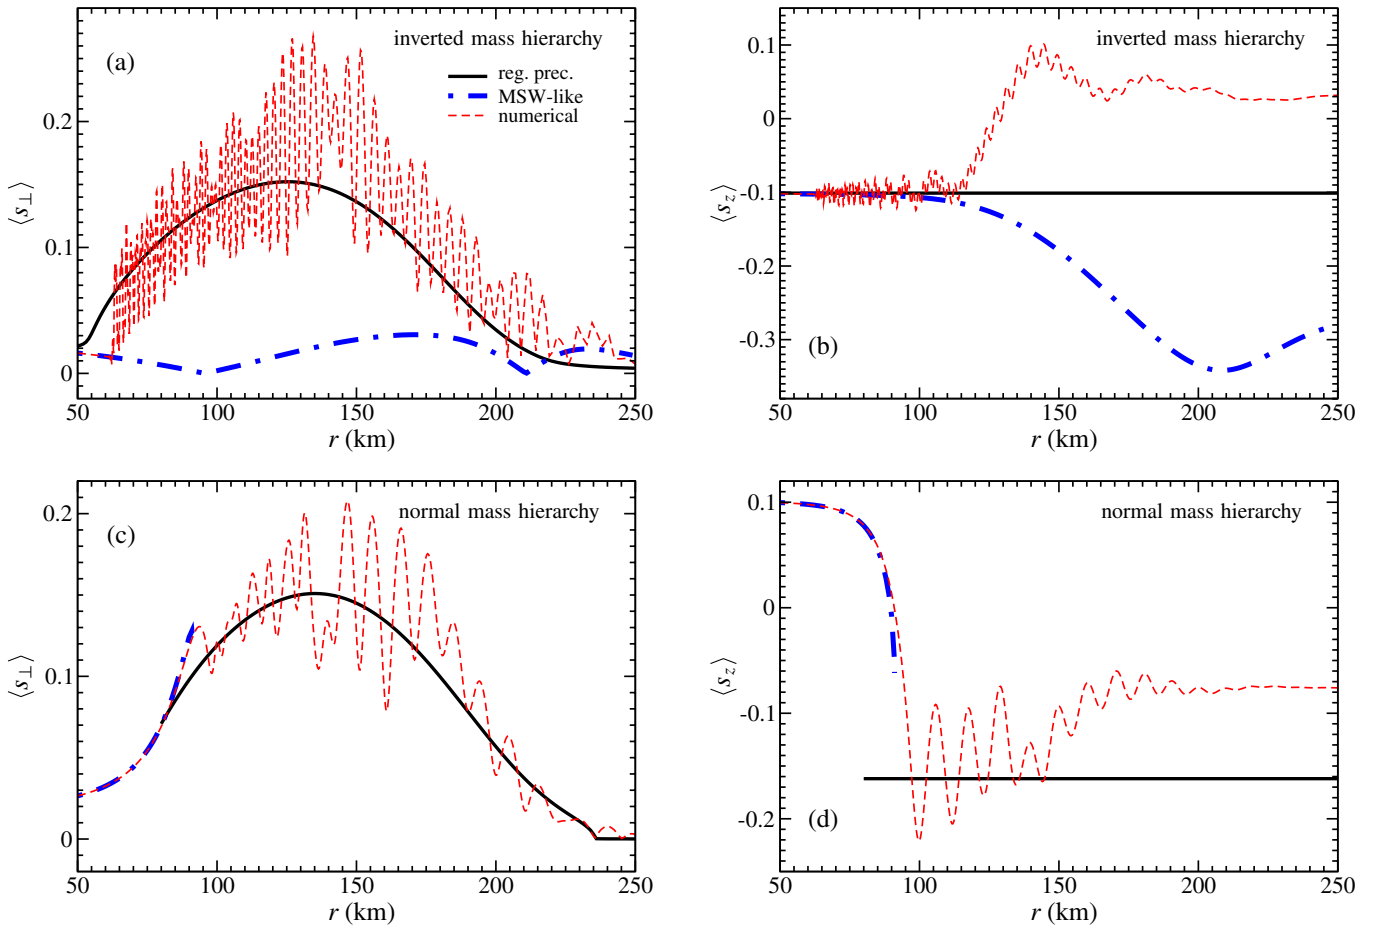 (a)
inverted mass hierarchy
reg. prec.
MSW-like
numerical
⟨s⊥⟩
0.2
0.1
0
50
100
150
200
250
r (km)
inverted mass hierarchy
(b)
⟨s_z⟩
0.1
0
-0.1
-0.2
-0.3
50
100
150
200
250
r (km)
(c)
normal mass hierarchy
⟨s⊥⟩
0.2
0.1
0
50
100
150
200
250
r (km)
normal mass hierarchy
(d)
⟨s_z⟩
0.1
0
-0.1
-0.2
50
100
150
200
250
r (km)